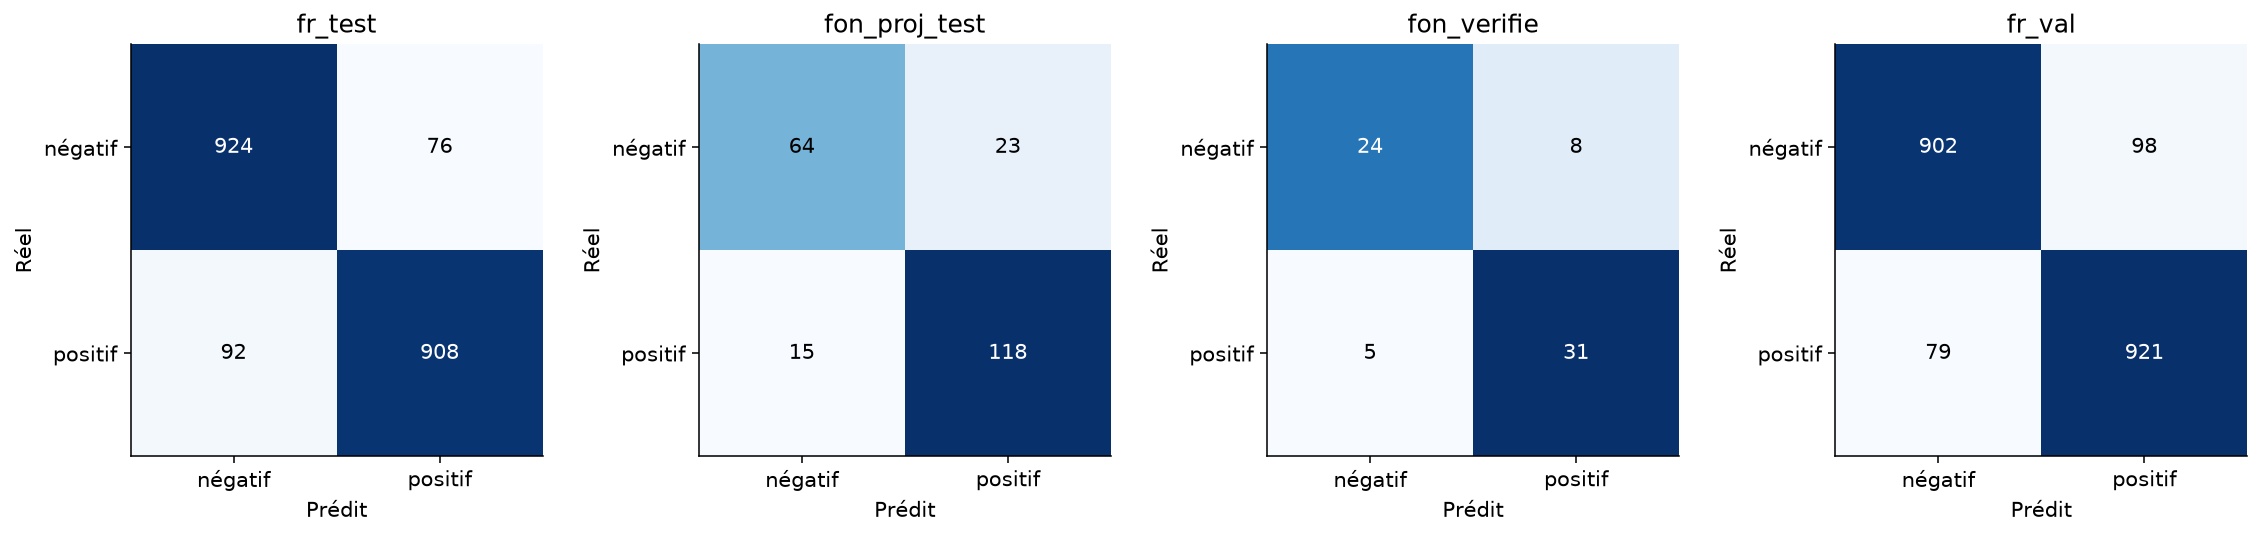 fr_test
négatif
924
76
Réel
positif
92
908
négatif
positif
Prédit
fon_proj_test
négatif
64
23
Réel
positif
15
118
négatif
positif
Prédit
fon_verifie
négatif
24
8
Réel
positif
5
31
négatif
positif
Prédit
fr_val
négatif
902
98
Réel
positif
79
921
négatif
positif
Prédit